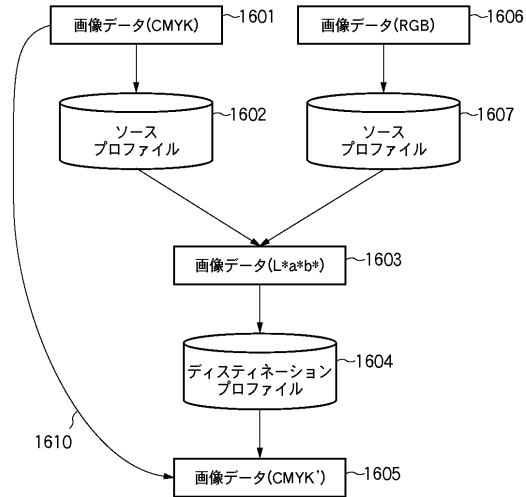 画像データ(CMYK)
1601
画像データ(RGB)
1606
ソース
プロファイル
1602
ソース
プロファイル
1607
画像データ(L*a*b*)
1603
ディスティネーション
プロファイル
1604
1610
画像データ(CMYK')
1605